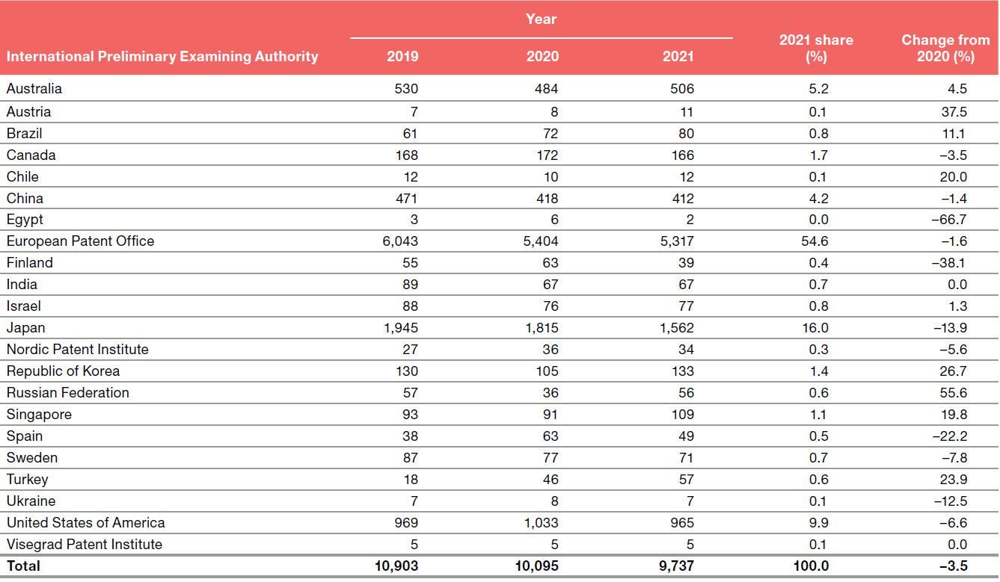 Year
International Preliminary Examining Authority 2019 2020 2021 2021 share (%) Change from 2020 (%)
Australia 530 484 506 5.2 4.5
Austria 7 8 11 0.1 37.5
Brazil 61 72 80 0.8 11.1
Canada 168 172 166 1.7 –3.5
Chile 12 10 12 0.1 20.0
China 471 418 412 4.2 –1.4
Egypt 3 6 2 0.0 –66.7
European Patent Office 6,043 5,404 5,317 54.6 –1.6
Finland 55 63 39 0.4 –38.1
India 89 67 67 0.7 0.0
Israel 88 76 77 0.8 1.3
Japan 1,945 1,815 1,562 16.0 –13.9
Nordic Patent Institute 27 36 34 0.3 –5.6
Republic of Korea 130 105 133 1.4 26.7
Russian Federation 57 36 56 0.6 55.6
Singapore 93 91 109 1.1 19.8
Spain 38 63 49 0.5 –22.2
Sweden 87 77 71 0.7 –7.8
Turkey 18 46 57 0.6 23.9
Ukraine 7 8 7 0.1 –12.5
United States of America 969 1,033 965 9.9 –6.6
Visegrad Patent Institute 5 5 5 0.1 0.0
Total 10,903 10,095 9,737 100.0 –3.5